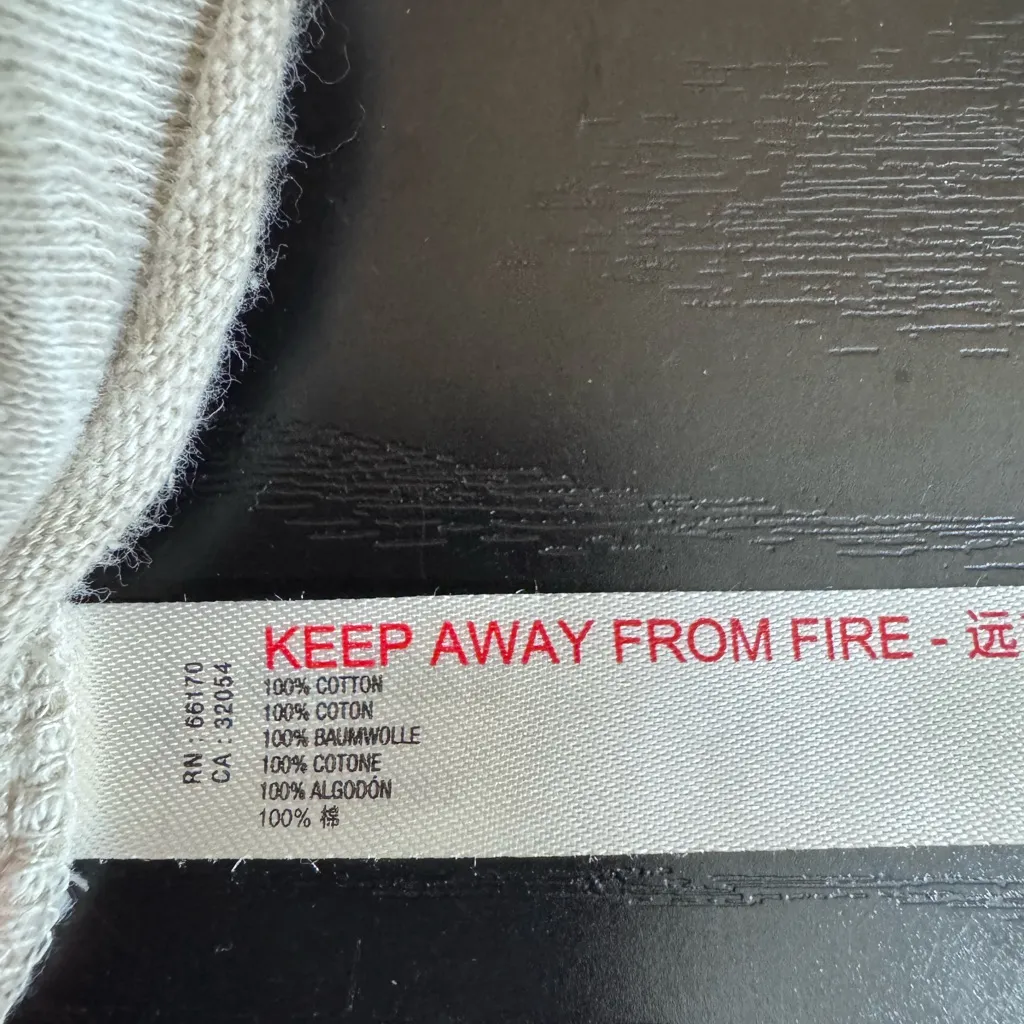 KEEP AWAY FROM FIRE - 远
RN : 66170
CA : 32054
100% COTTON
100% COTON
100% BAUMWOLLE
100% COTONE
100% ALGODÓN
100% 棉